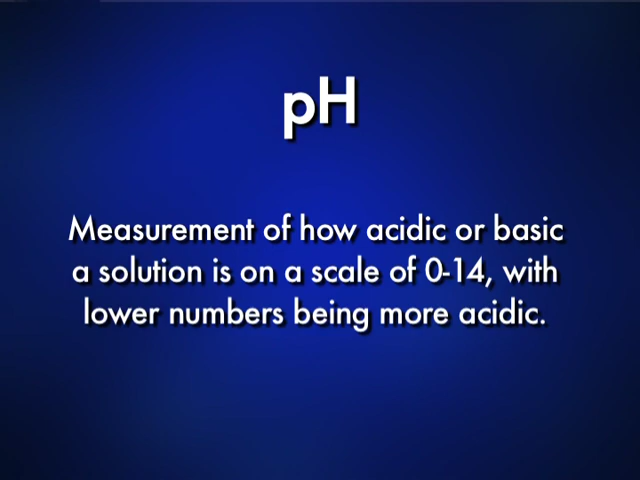 pH
Measurement of how acidic or basic
a solution is on a scale of 0-14, with
lower numbers being more acidic.